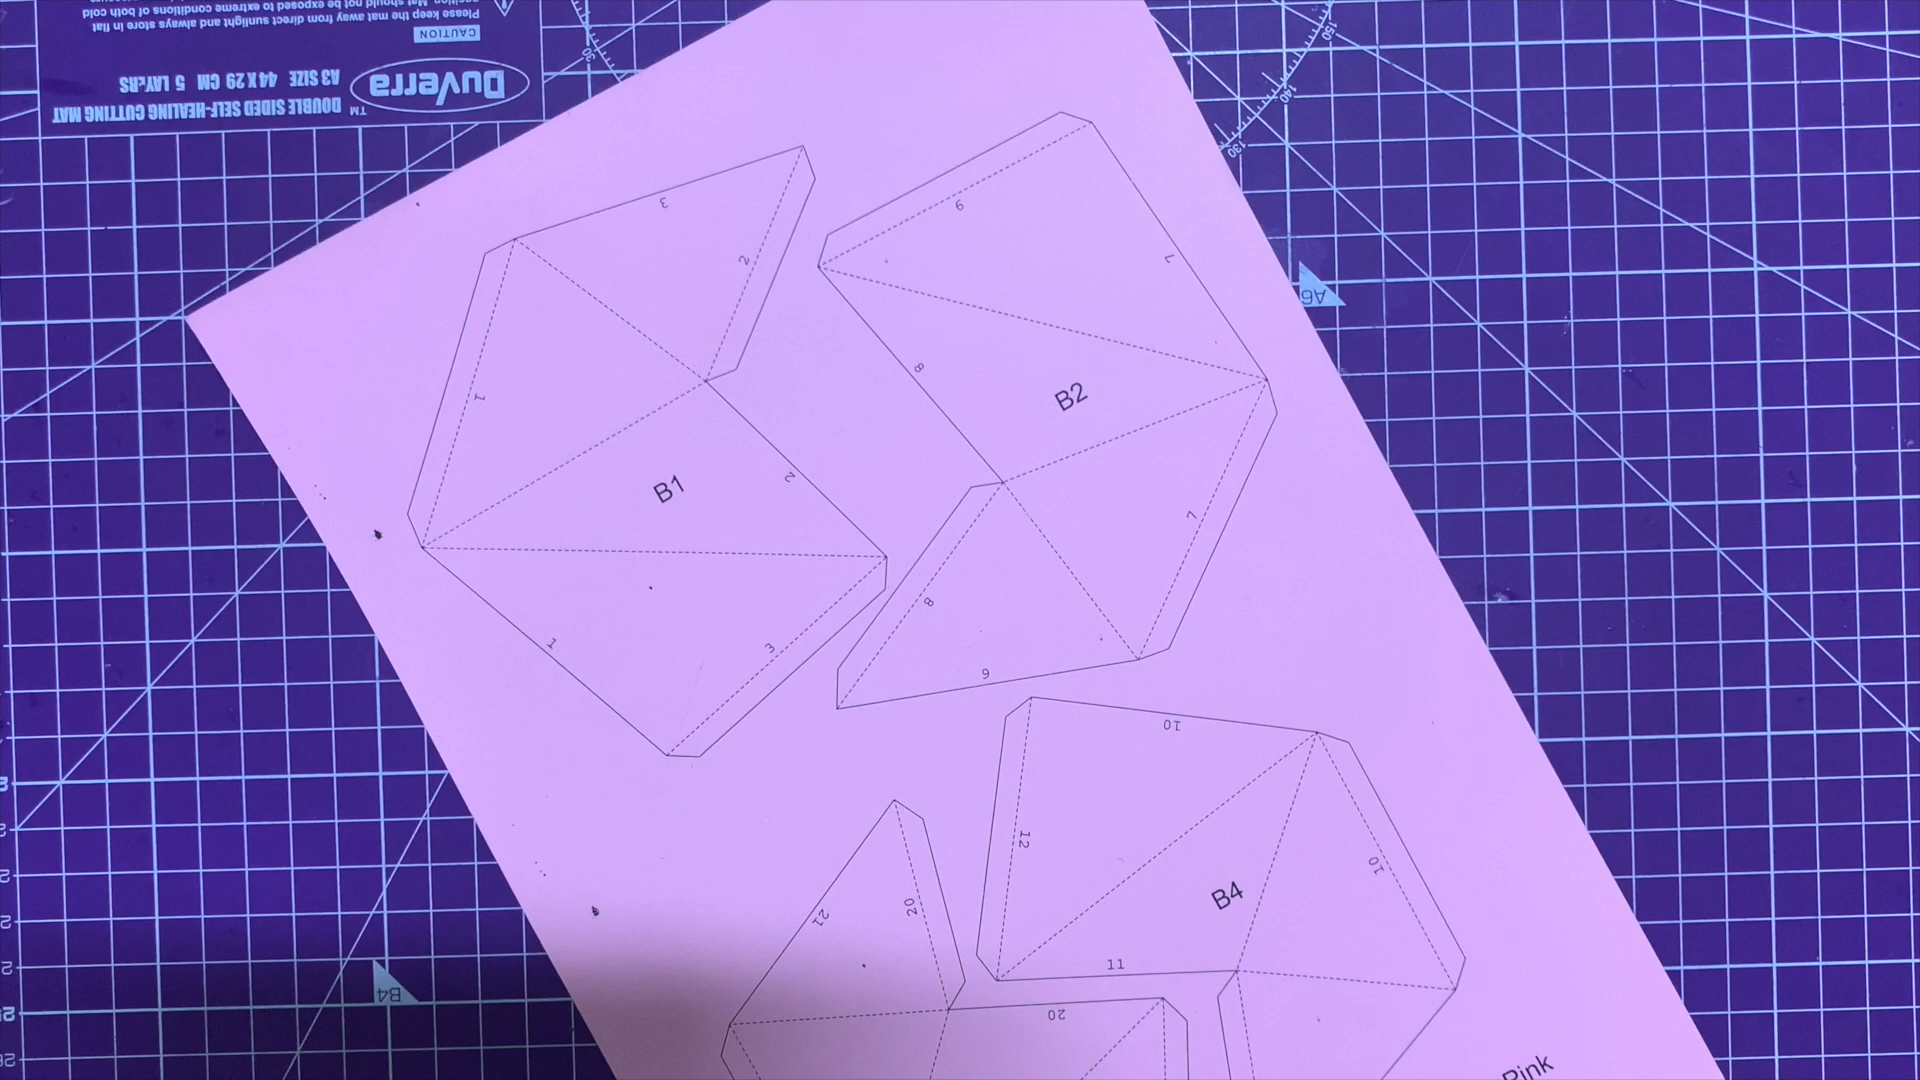 DOUBLE SIDED SELF-HEALING CUTTING MAT
A3 SIZE 44 X 29 CM 5 LAYERS
DUVerra
TM
CAUTION
Please keep the mat away from direct sunlight and always store in flat
position. Mat should not be exposed to extreme conditions of both cold
30
150
140
130
A6
B4
3
2
1
B1
2
1
3
9
7
8
B2
7
8
9
10
12
10
B4
11
21
20
20
Pink